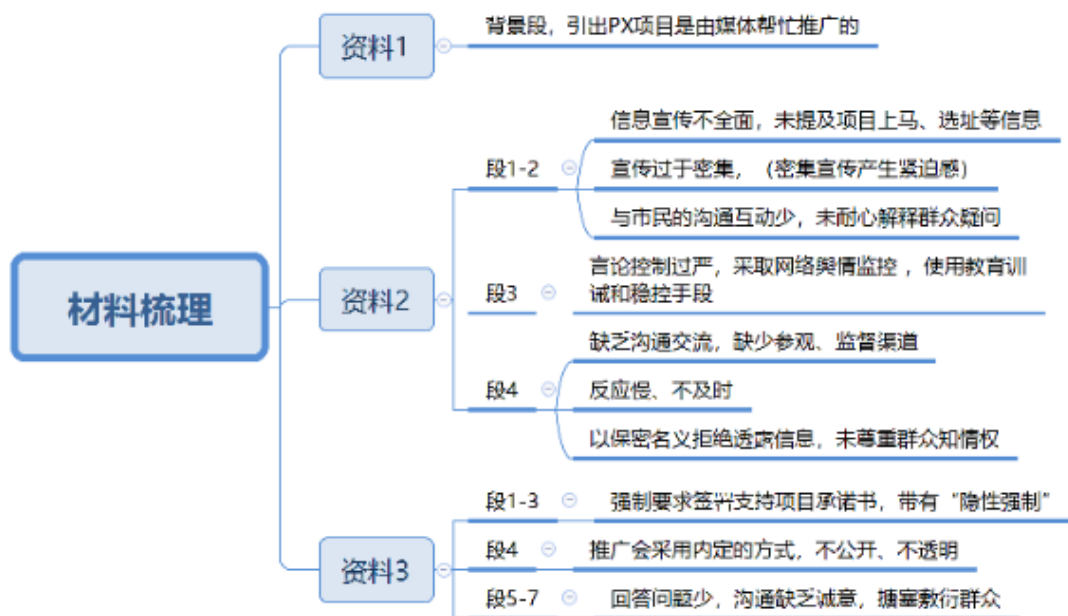 资料1
背景段，引出PX项目是由媒体帮忙推广的
材料梳理
资料2
段1-2
信息宣传不全面，未提及项目上马、选址等信息
宣传过于密集，（密集宣传产生紧迫感）
与市民的沟通互动少，未耐心解释群众疑问
段3
言论控制过严，采取网络舆情监控 ，使用教育训
诫和稳控手段
段4
缺乏沟通交流，缺少参观、监督渠道
反应慢、不及时
以保密名义拒绝透露信息，未尊重群众知情权
资料3
段1-3
强制要求签署支持项目承诺书，带有“隐性强制”
段4
推广会采用内定的方式，不公开、不透明
段5-7
回答问题少，沟通缺乏诚意，搪塞敷衍群众